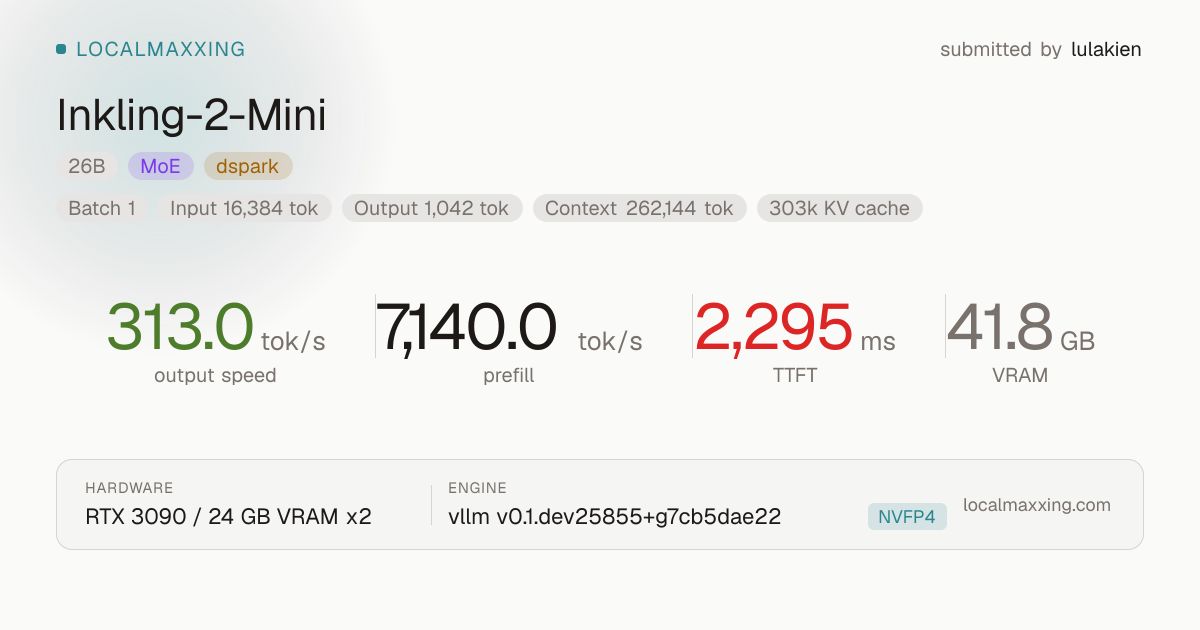 LOCALMAXXING
submitted by lulakien
Inkling-2-Mini
26B MoE dspark
Batch 1 Input 16,384 tok Output 1,042 tok Context 262,144 tok 303k KV cache
313.0 tok/s 7,140.0 tok/s 2,295 ms 41.8 GB
output speed prefill TTFT VRAM
HARDWARE ENGINE
RTX 3090 / 24 GB VRAM x2 vllm v0.1.dev25855+g7cb5dae22 NVFP4 localmaxxing.com